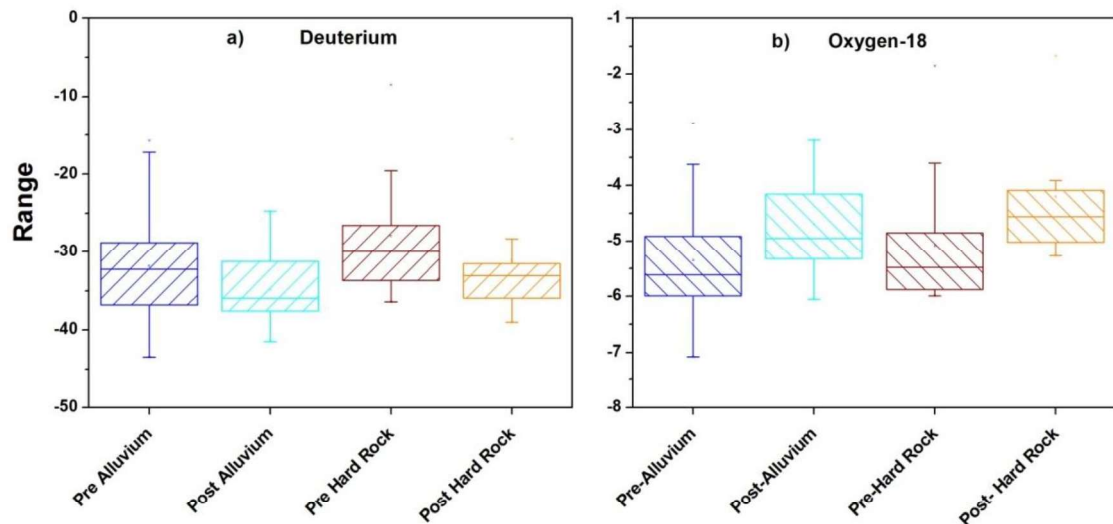 a) Deuterium
0
-10
-20
-30
-40
-50
Range
Pre Alluvium
Post Alluvium
Pre Hard Rock
Post Hard Rock
b) Oxygen-18
-1
-2
-3
-4
-5
-6
-7
-8
Pre-Alluvium
Post-Alluvium
Pre-Hard Rock
Post- Hard Rock